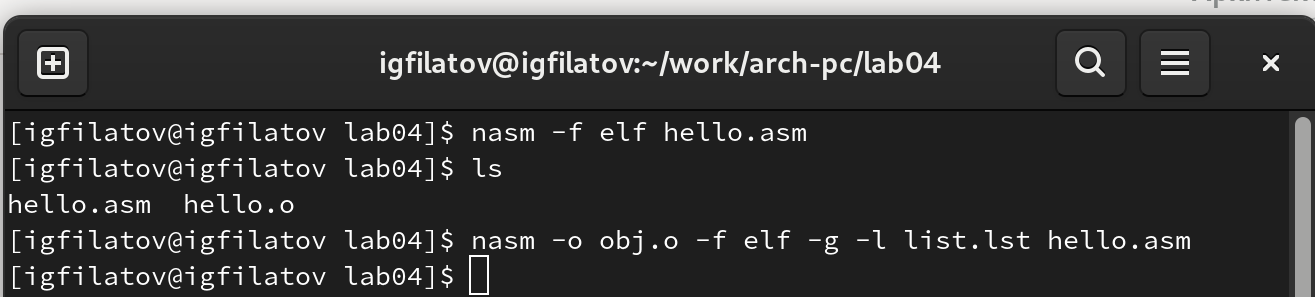 igfilatov@igfilatov:~/work/arch-pc/lab04
[igfilatov@igfilatov lab04]$ nasm -f elf hello.asm
[igfilatov@igfilatov lab04]$ ls
hello.asm  hello.o
[igfilatov@igfilatov lab04]$ nasm -o obj.o -f elf -g -l list.lst hello.asm
[igfilatov@igfilatov lab04]$